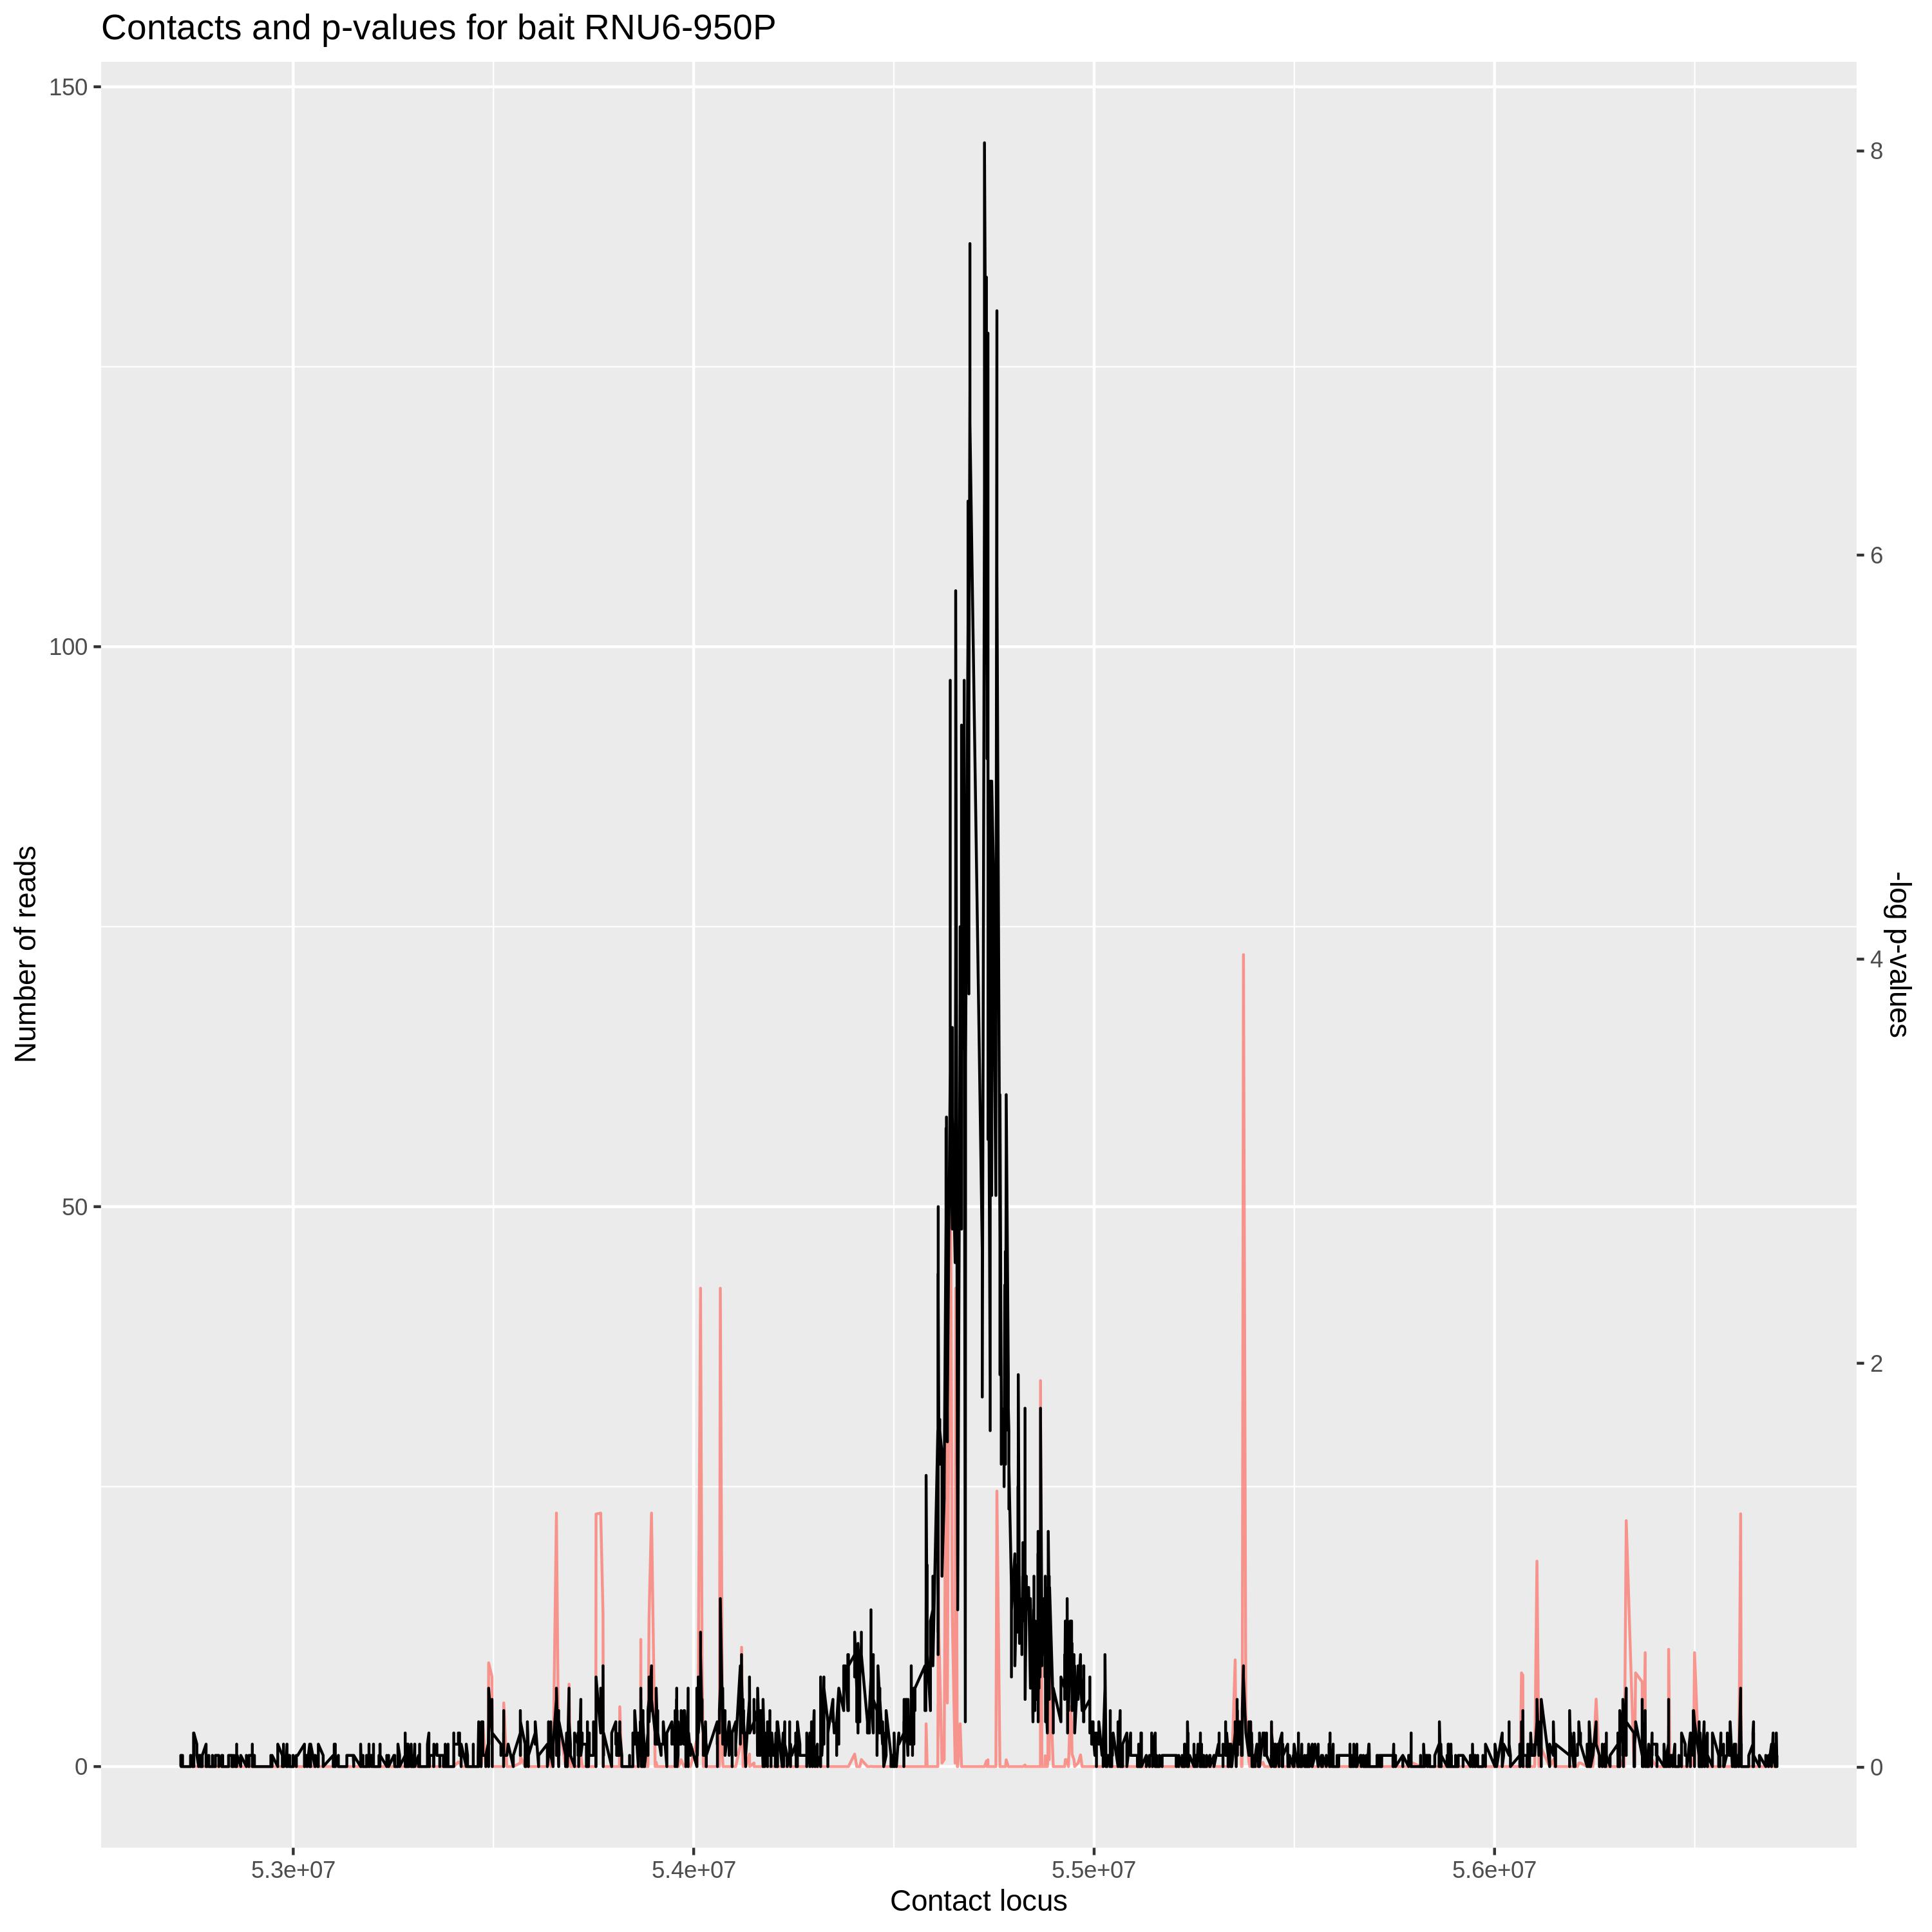 Contacts and p-values for bait RNU6-950P
150
100
50
0
Number of reads
8
6
4
2
0
-log p-values
5.3e+07
5.4e+07
5.5e+07
5.6e+07
Contact locus